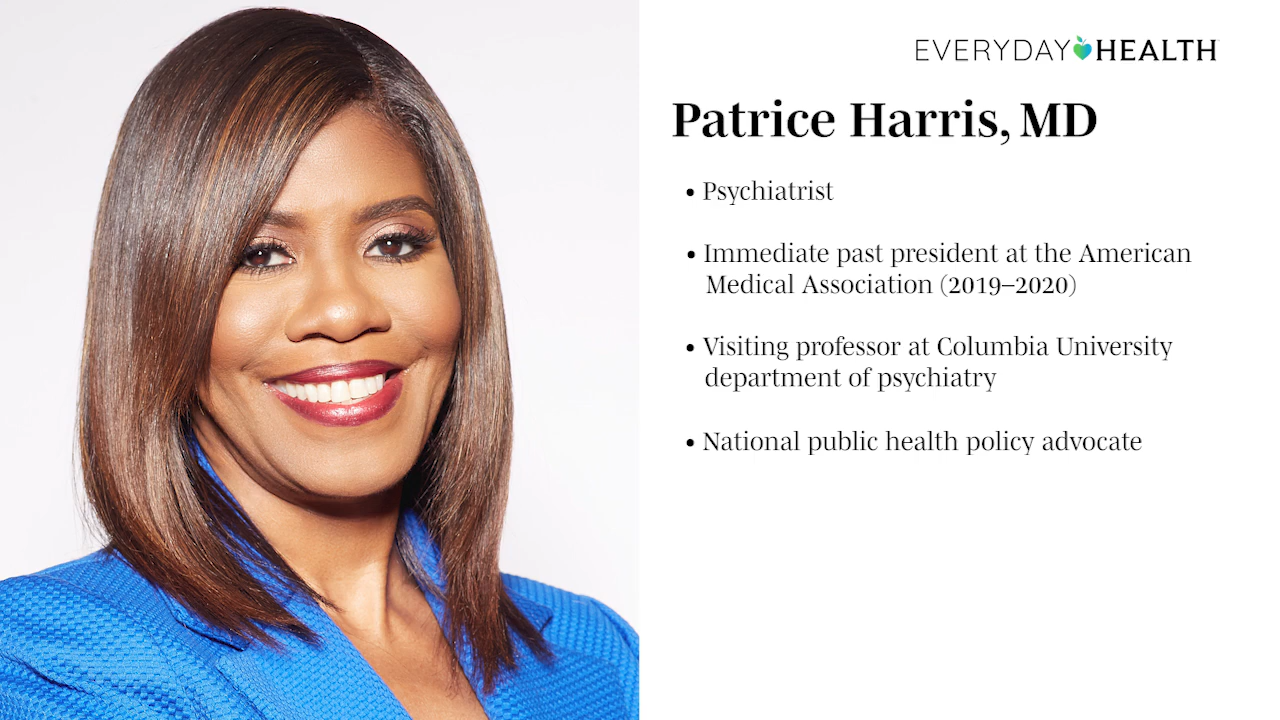 EVERYDAY HEALTH
Patrice Harris, MD
• Psychiatrist
• Immediate past president at the American
Medical Association (2019–2020)
• Visiting professor at Columbia University
department of psychiatry
• National public health policy advocate